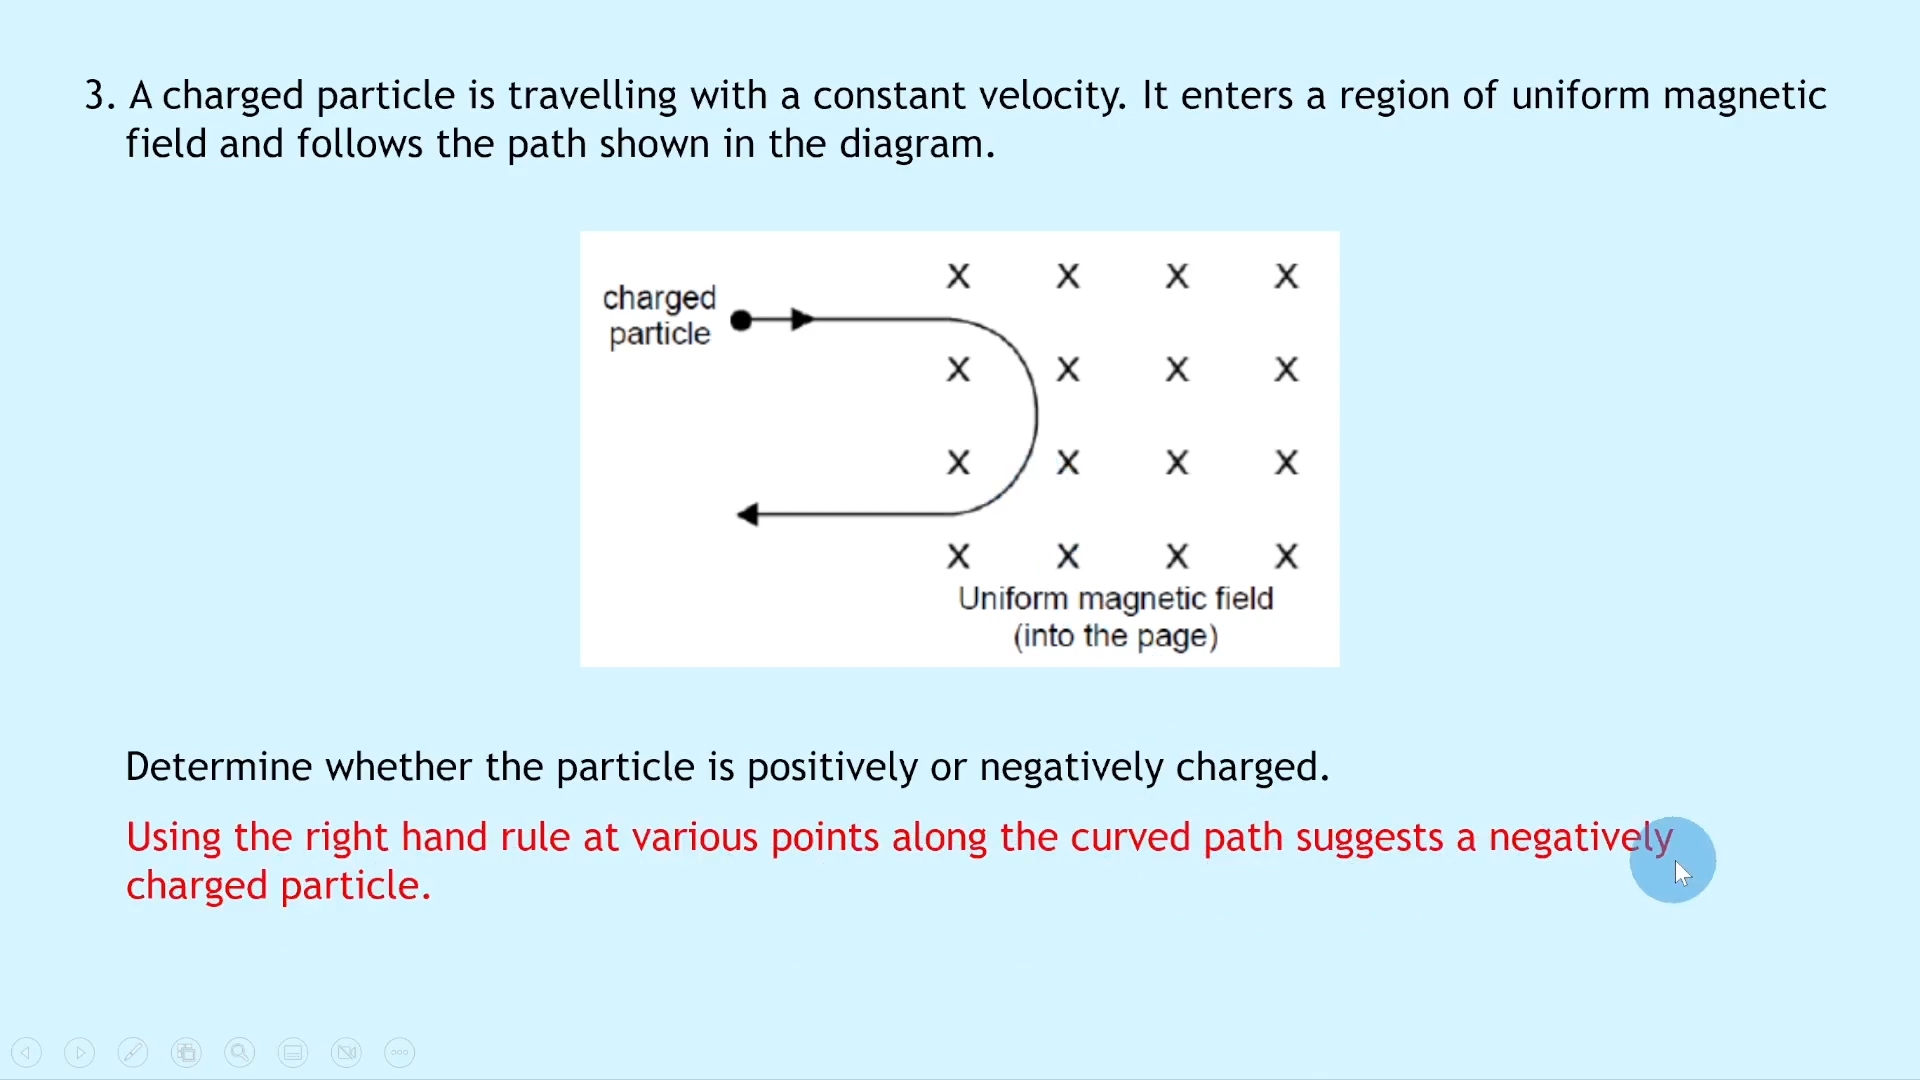 3. A charged particle is travelling with a constant velocity. It enters a region of uniform magnetic
field and follows the path shown in the diagram.
charged
particle
X X X X
X X X X
X X X X
X X X X
Uniform magnetic field
(into the page)
Determine whether the particle is positively or negatively charged.
Using the right hand rule at various points along the curved path suggests a negatively
charged particle.